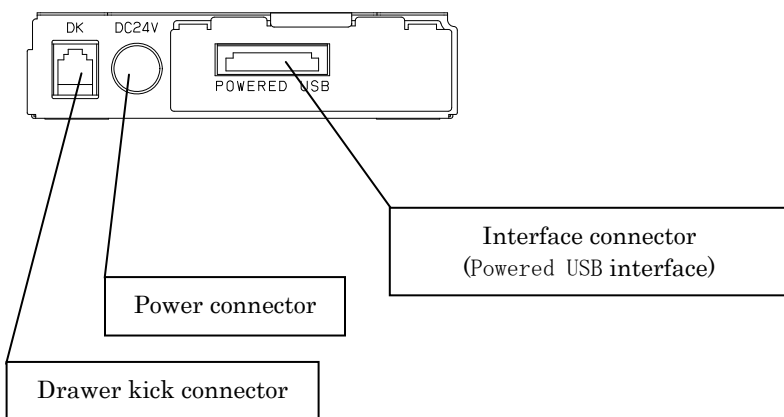 DK DC24V
POWERED USB
Interface connector
(Powered USB interface)
Power connector
Drawer kick connector